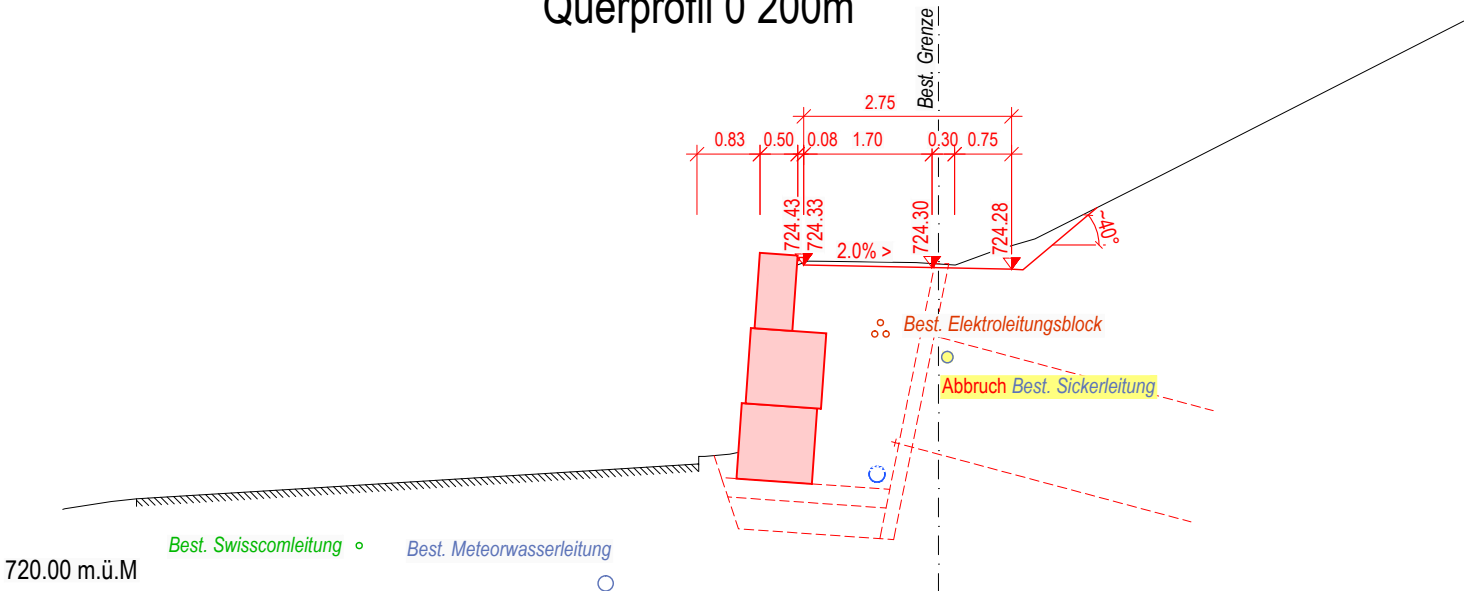 Querprofil 0 200m
Best. Grenze
2.75
0.83 0.50 0.08 1.70 0.30 0.75
724.43
724.33
724.30
724.28
2.0% >
~40°
Best. Elektroleitungsblock
Abbruch Best. Sickerleitung
Best. Swisscomleitung
Best. Meteorwasserleitung
720.00 m.ü.M